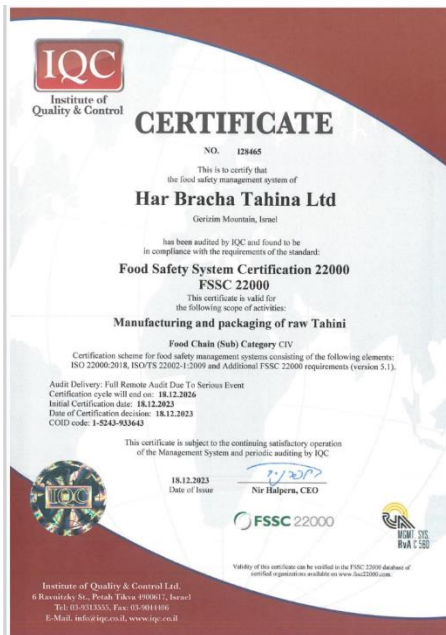 IQC
Institute of
Quality & Control
CERTIFICATE
NO. 128465
This is to certify that
the food safety management system of
Har Bracha Tahina Ltd
Gerizim Mountain, Israel
has been audited by IQC and found to be
in compliance with the requirements of the standard:
Food Safety System Certification 22000
FSSC 22000
This certificate is valid for
the following scope of activities:
Manufacturing and packaging of raw Tahini
Food Chain (Sub) Category CIV
Certification scheme for food safety management systems consisting of the following elements:
ISO 22000:2018, ISO/TS 22002-1:2009 and Additional FSSC 22000 requirements (version 5.1).
Audit Delivery: Full Remote Audit Due To Serious Event
Certification cycle will end on: 18.12.2026
Initial Certification date: 18.12.2023
Date of Certification decision: 18.12.2023
COID code: 1-5243-933643
This certificate is subject to the continuing satisfactory operation
of the Management System and periodic auditing by IQC
18.12.2023
Date of Issue
Nir Halpern, CEO
IQC
FSSC 22000
MGMT. SYS.
RvA C 560
Validity of this certificate can be verified in the FSSC 22000 database of
certified organizations available on www.fssc22000.com
Institute of Quality & Control Ltd.
6 Ravnitzky St., Petah Tikva 4900617, Israel
Tel: 03-9313555, Fax: 03-9044406
E-Mail. info@iqc.co.il, www.iqc.co.il